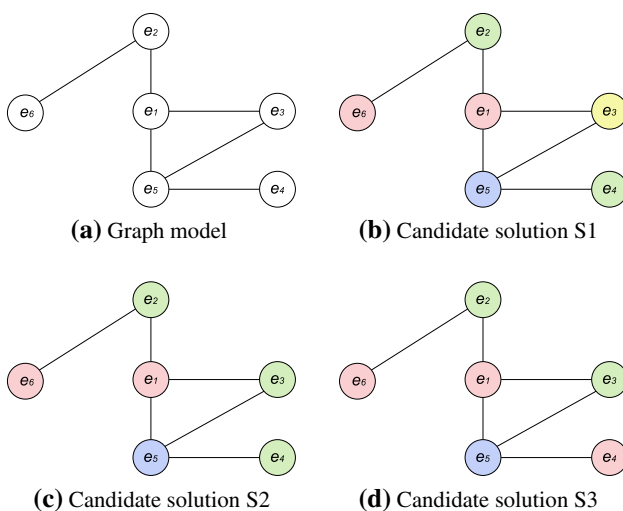 e2 e2
e6 e1 e3 e6 e1 e3
e5 e4 e5 e4
(a) Graph model (b) Candidate solution S1
e2 e2
e6 e1 e3 e6 e1 e3
e5 e4 e5 e4
(c) Candidate solution S2 (d) Candidate solution S3